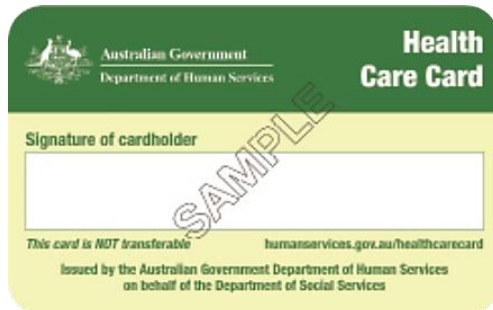 Australian Government
Department of Human Services
Health
Care Card
Signature of cardholder
SAMPLE
This card is NOT transferable
humanservices.gov.au/healthcarecard
Issued by the Australian Government Department of Human Services
on behalf of the Department of Social Services